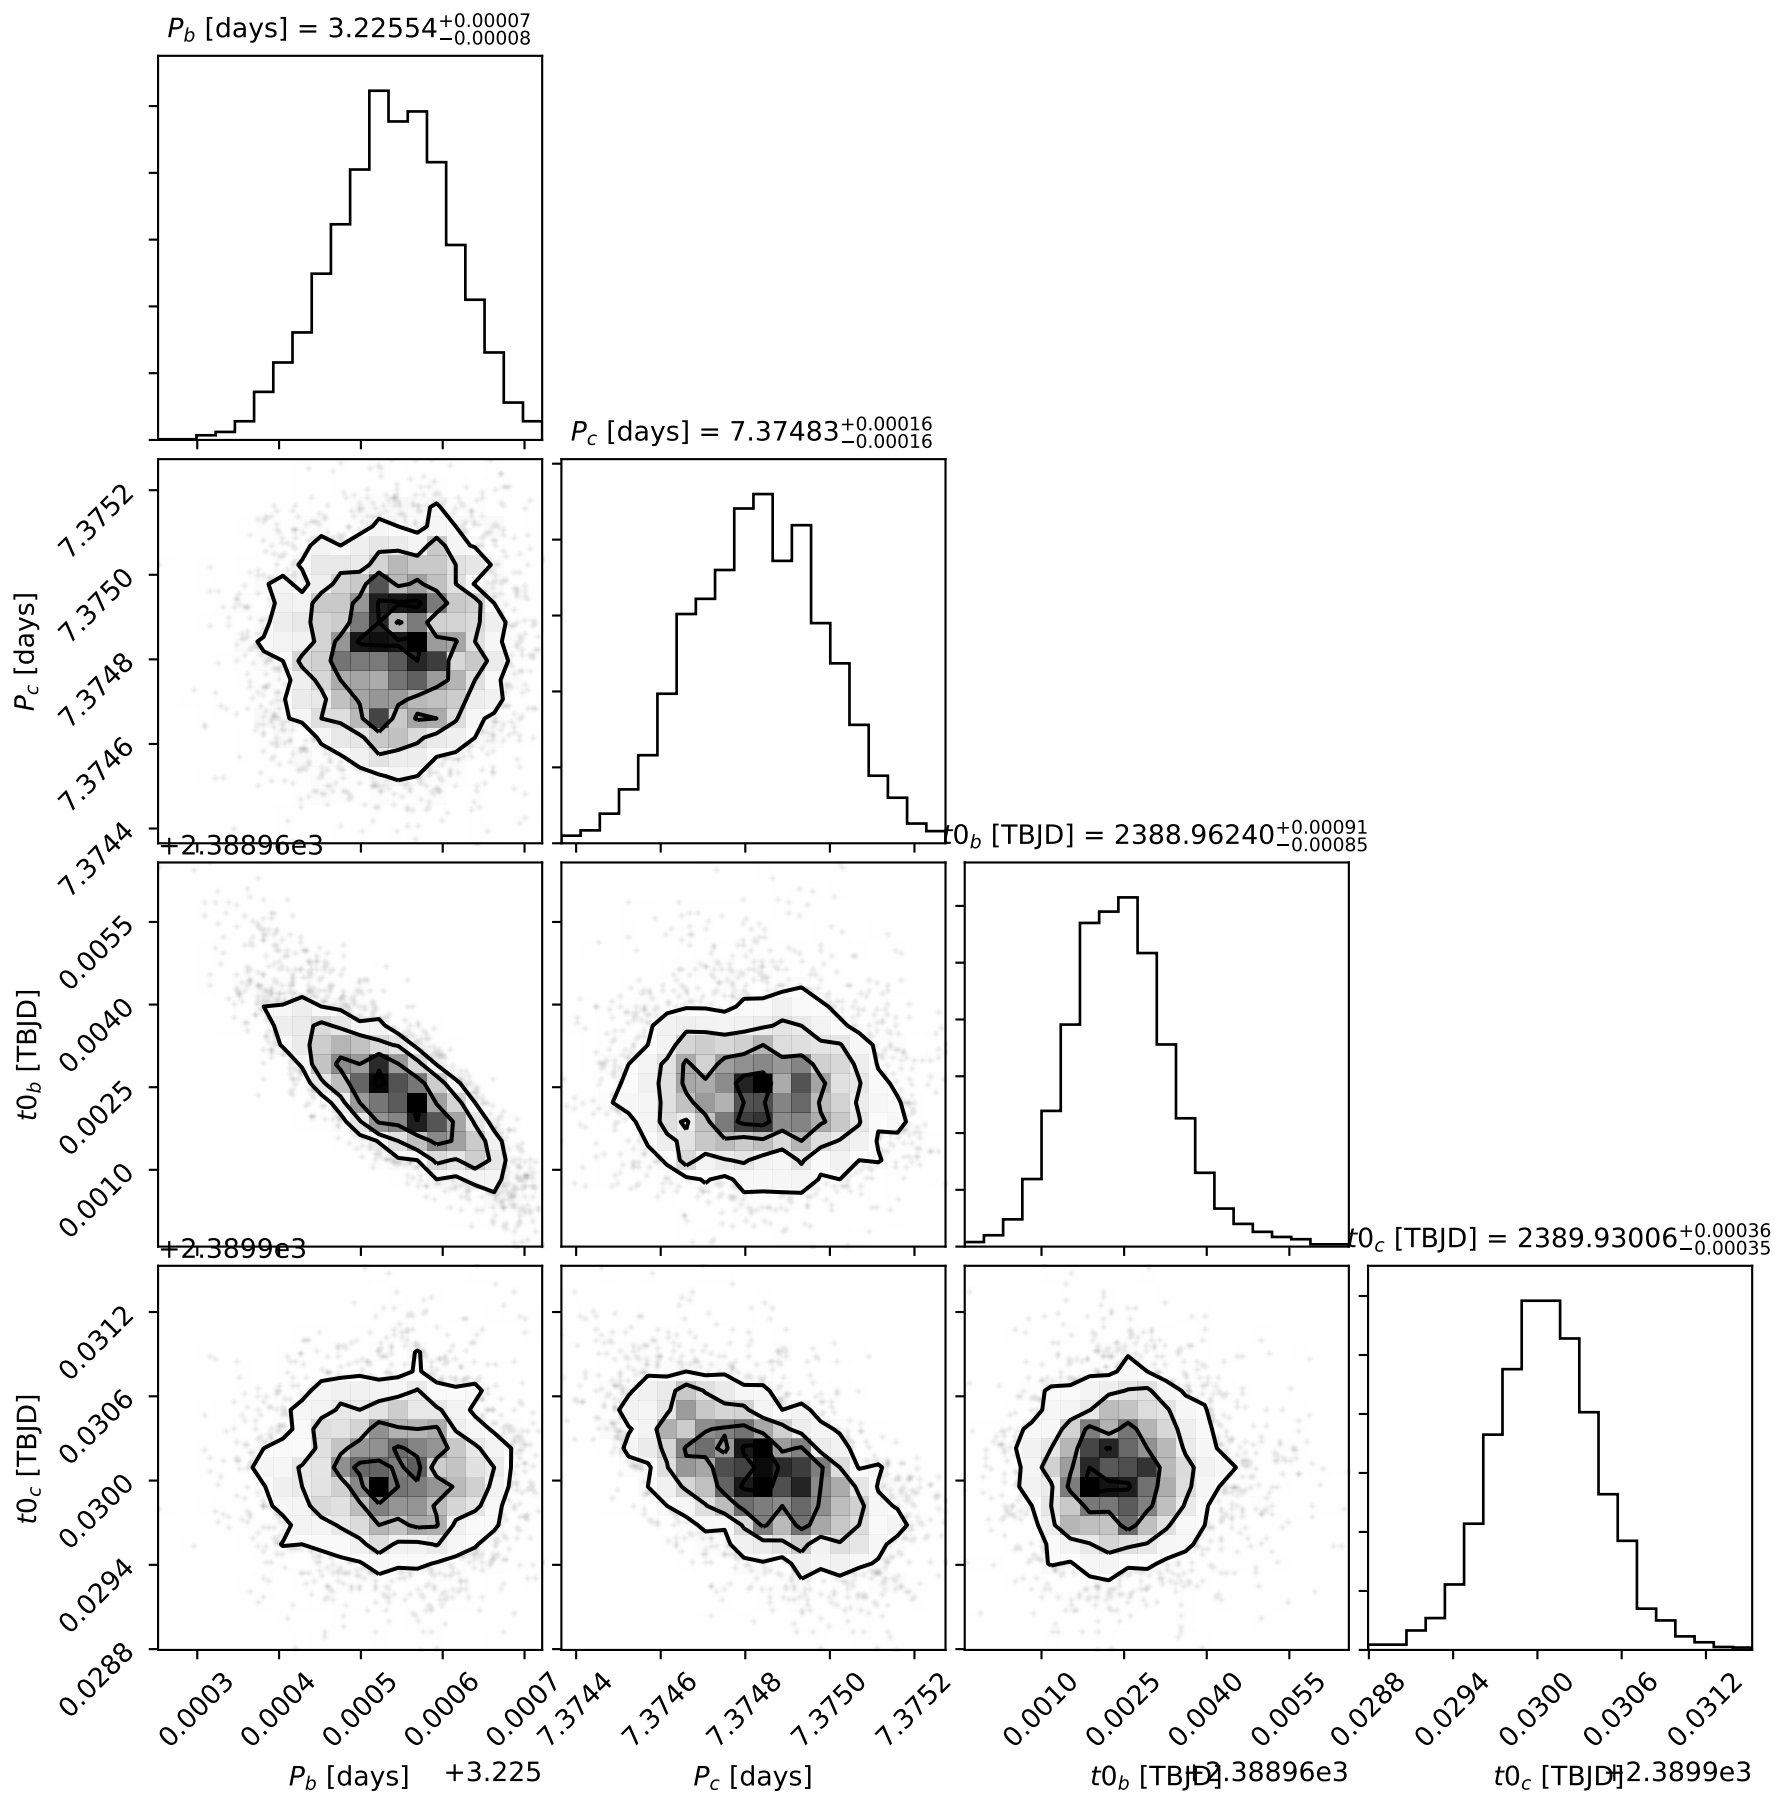 P_b [days] = 3.22554 +0.00007 −0.00008
P_c [days] = 7.37483 +0.00016 −0.00016
7.3752
7.3750
7.3748
7.3746
7.3744
P_c [days]
+2.38896e3
t0_b [TBJD] = 2388.96240 +0.00091 −0.00085
0.0055
0.0040
0.0025
0.0010
t0_b [TBJD]
+2.3899e3
t0_c [TBJD] = 2389.93006 +0.00036 −0.00035
0.0312
0.0306
0.0300
0.0294
0.0288
t0_c [TBJD]
0.0003 0.0004 0.0005 0.0006 0.0007 7.3744 7.3746 7.3748 7.3750 7.3752 0.0010 0.0025 0.0040 0.0055 0.0288 0.0294 0.0300 0.0306 0.0312
P_b [days] +3.225 P_c [days] t0_b [TBJD] +2.38896e3 t0_c [TBJD] +2.3899e3